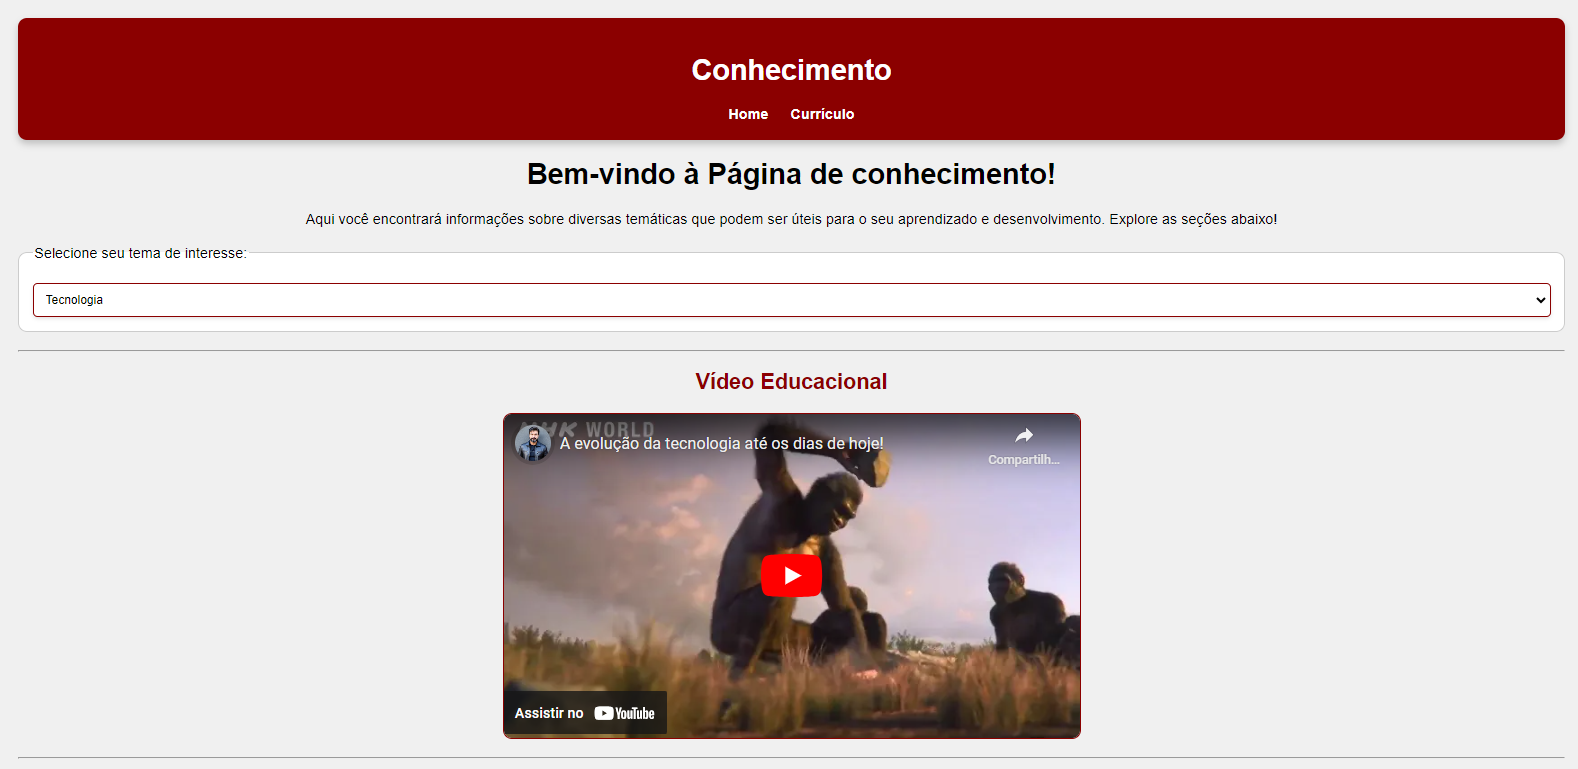 Conhecimento
Home Currículo
Bem-vindo à Página de conhecimento!
Aqui você encontrará informações sobre diversas temáticas que podem ser úteis para o seu aprendizado e desenvolvimento. Explore as seções abaixo!
Selecione seu tema de interesse:
Tecnologia
Vídeo Educacional
NHK WORLD
A evolução da tecnologia até os dias de hoje!
Compartilh...
Assistir no YouTube